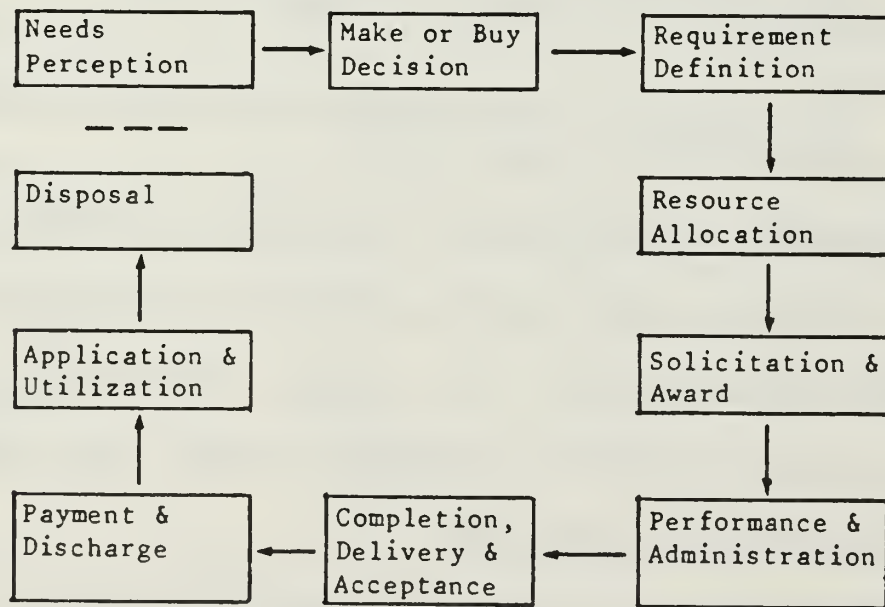 Needs
Perception
Make or Buy
Decision
Requirement
Definition
Resource
Allocation
Solicitation &
Award
Performance &
Administration
Completion,
Delivery &
Acceptance
Payment &
Discharge
Application &
Utilization
Disposal